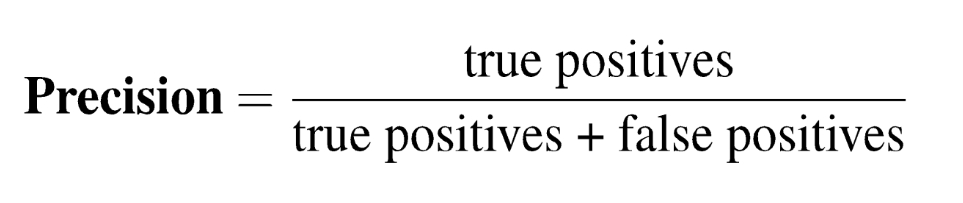 true positives
Precision =
true positives + false positives